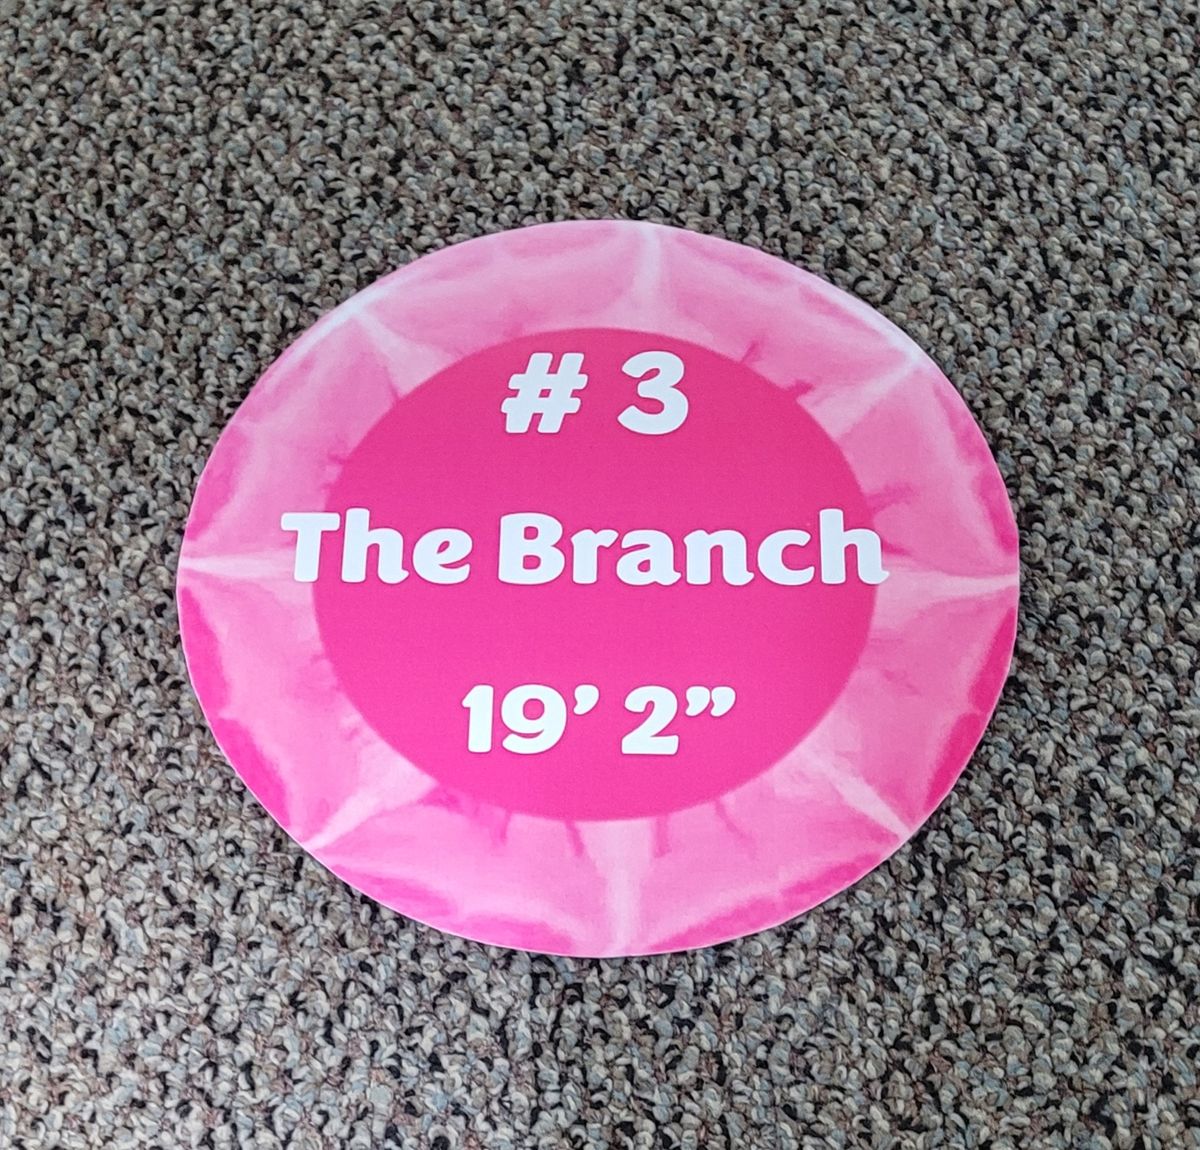 # 3
The Branch
19’ 2”